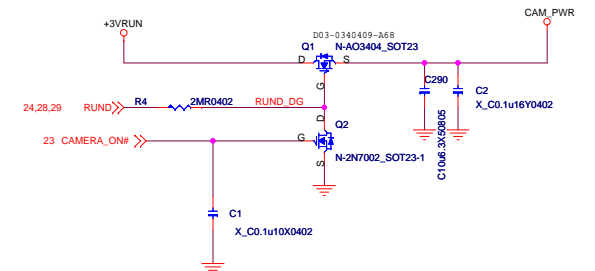 CAM_PWR
+3VRUN
D03-0340409-A68
Q1 N-AO3404_SOT23
D S
G
C290
C2
X_C0.1u16Y0402
C10u6.3X50805
24,28,29 RUND R4 2MR0402 RUND_DG
D
Q2
23 CAMERA_ON# G
N-2N7002_SOT23-1
S
C1
X_C0.1u10X0402